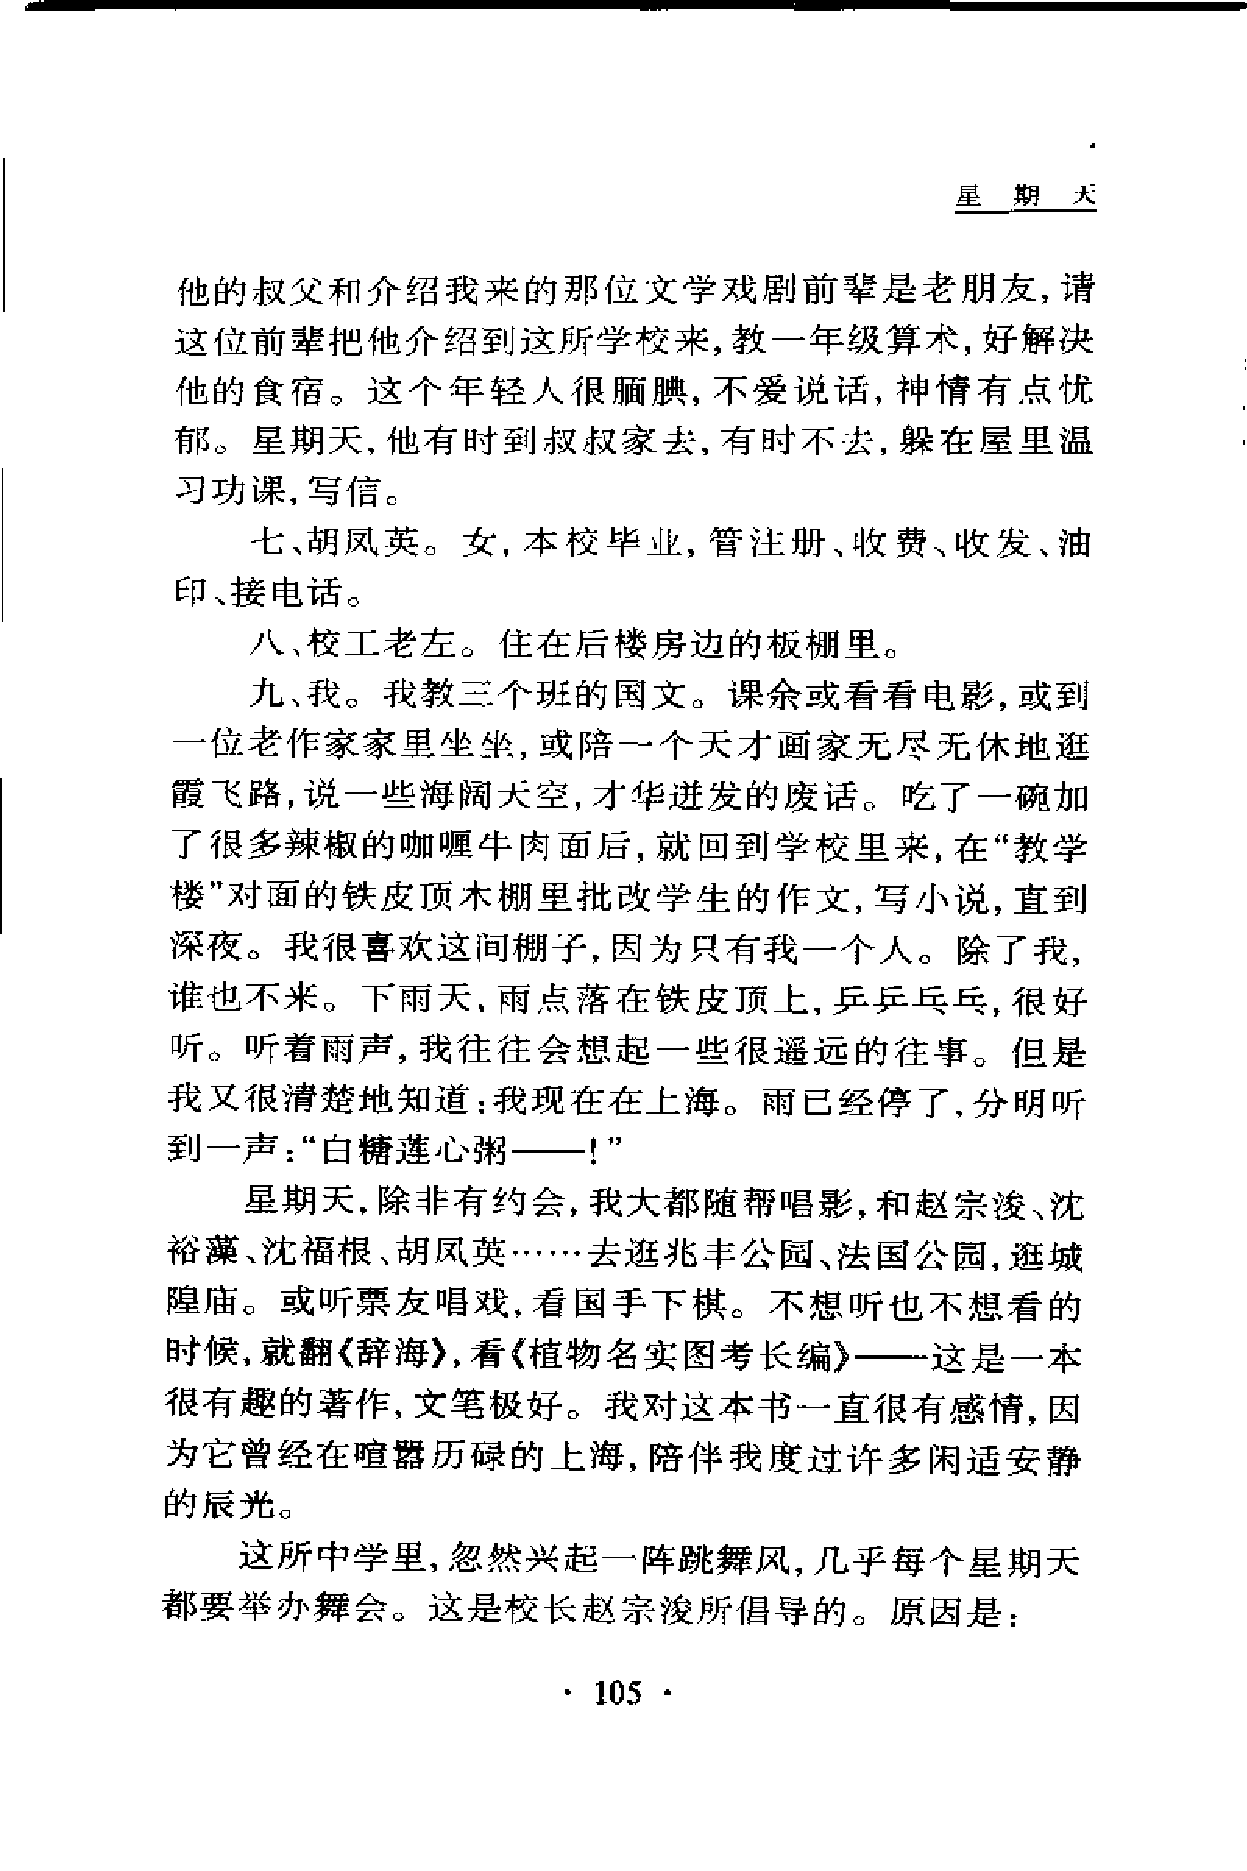 星 期 天
他的叔父和介绍我来的那位文学戏剧前辈是老朋友,请
这位前辈把他介绍到这所学校来,教一年级算术,好解决
他的食宿。这个年轻人很腼腆,不爱说话,神情有点忧
郁。星期天,他有时到叔叔家去,有时不去,躲在屋里温
习功课,写信。
七、胡凤英。女,本校毕业,管注册、收费、收发、油
印、接电话。
八、校工老左。住在后楼房边的板棚里。
九、我。我教三个班的国文。课余或看看电影,或到
一位老作家家里坐坐,或陪一个天才画家无尽无休地逛
霞飞路,说一些海阔天空,才华迸发的废话。吃了一碗加
了很多辣椒的咖喱牛肉面后,就回到学校里来,在“教学
楼”对面的铁皮顶木棚里批改学生的作文,写小说,直到
深夜。我很喜欢这间棚子,因为只有我一个人。除了我,
谁也不来。下雨天,雨点落在铁皮顶上,乒乒乓乓,很好
听。听着雨声,我往往会想起一些很遥远的往事。但是
我又很清楚地知道:我现在在上海。雨已经停了,分明听
到一声:“白糖莲心粥——!”
星期天,除非有约会,我大都随帮唱影,和赵宗浚、沈
裕藻、沈福根、胡凤英……去逛兆丰公园、法国公园,逛城
隍庙。或听票友唱戏,看国手下棋。不想听也不想看的
时候,就翻《辞海》,看《植物名实图考长编》——这是一本
很有趣的著作,文笔极好。我对这本书一直很有感情,因
为它曾经在喧嚣历碌的上海,陪伴我度过许多闲适安静
的辰光。
这所中学里,忽然兴起一阵跳舞风,几乎每个星期天
都要举办舞会。这是校长赵宗浚所倡导的。原因是:
· 105 ·